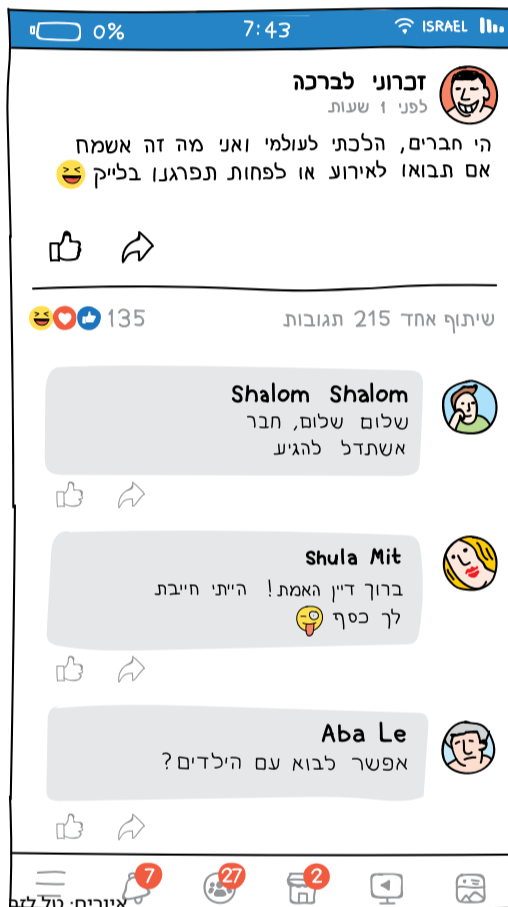 0% 7:43 ISRAEL
זכרוני לברכה
לפני 1 שעות
הי חברים, הלכתי לעולמי ואני מה זה אשמח
אם תבואו לאירוע או לפחות תפרגנו בלייק
135 שיתוף אחד 215 תגובות
Shalom Shalom
שלום שלום, חבר
אשתדל להגיע
Shula Mit
ברוך דיין האמת! הייתי חייבת
לך כסף
Aba Le
אפשר לבוא עם הילדים?
7 27 2
איורים: טל